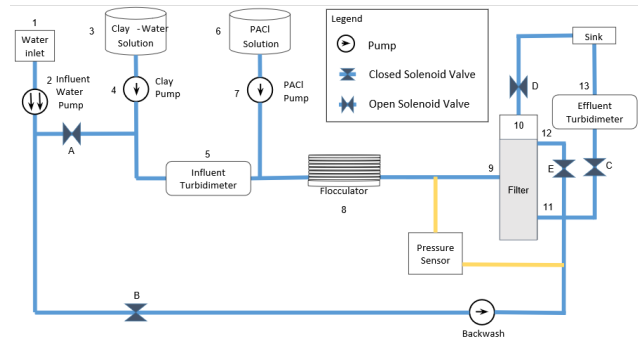 1
Water
inlet
2 Influent
Water
Pump
A
3
Clay - Water
Solution
4
Clay
Pump
5
Influent
Turbidimeter
6
PACl
Solution
7
PACl
Pump
Flocculator
8
Legend
Pump
Closed Solenoid Valve
Open Solenoid Valve
Sink
D
13
Effluent
Turbidimeter
10
12
E
C
9
Filter
11
Pressure
Sensor
B
Backwash